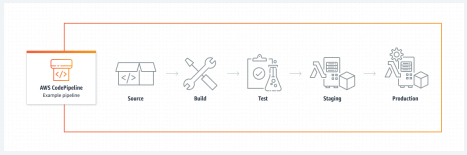 AWS CodePipeline
Example pipeline
Source
Build
Test
Staging
Production